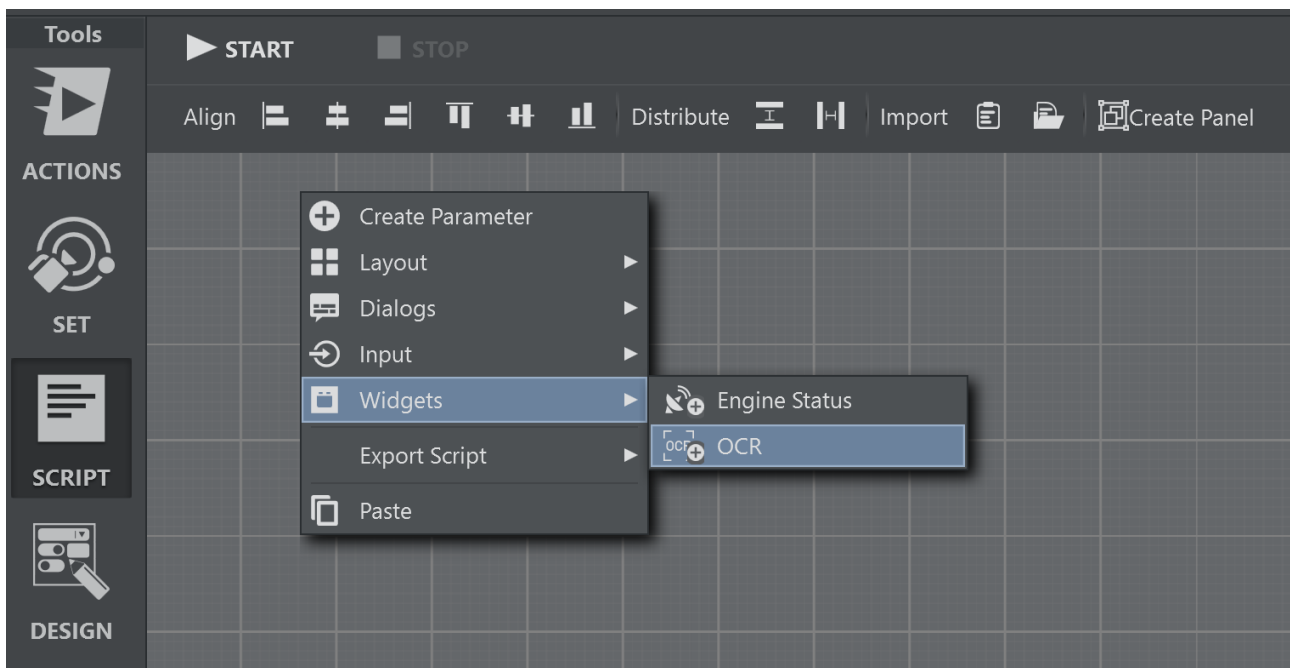 Tools
START
STOP
Align
Distribute
Import
Create Panel
ACTIONS
SET
SCRIPT
DESIGN
Create Parameter
Layout
Dialogs
Input
Widgets
Export Script
Paste
Engine Status
OCR
OCR